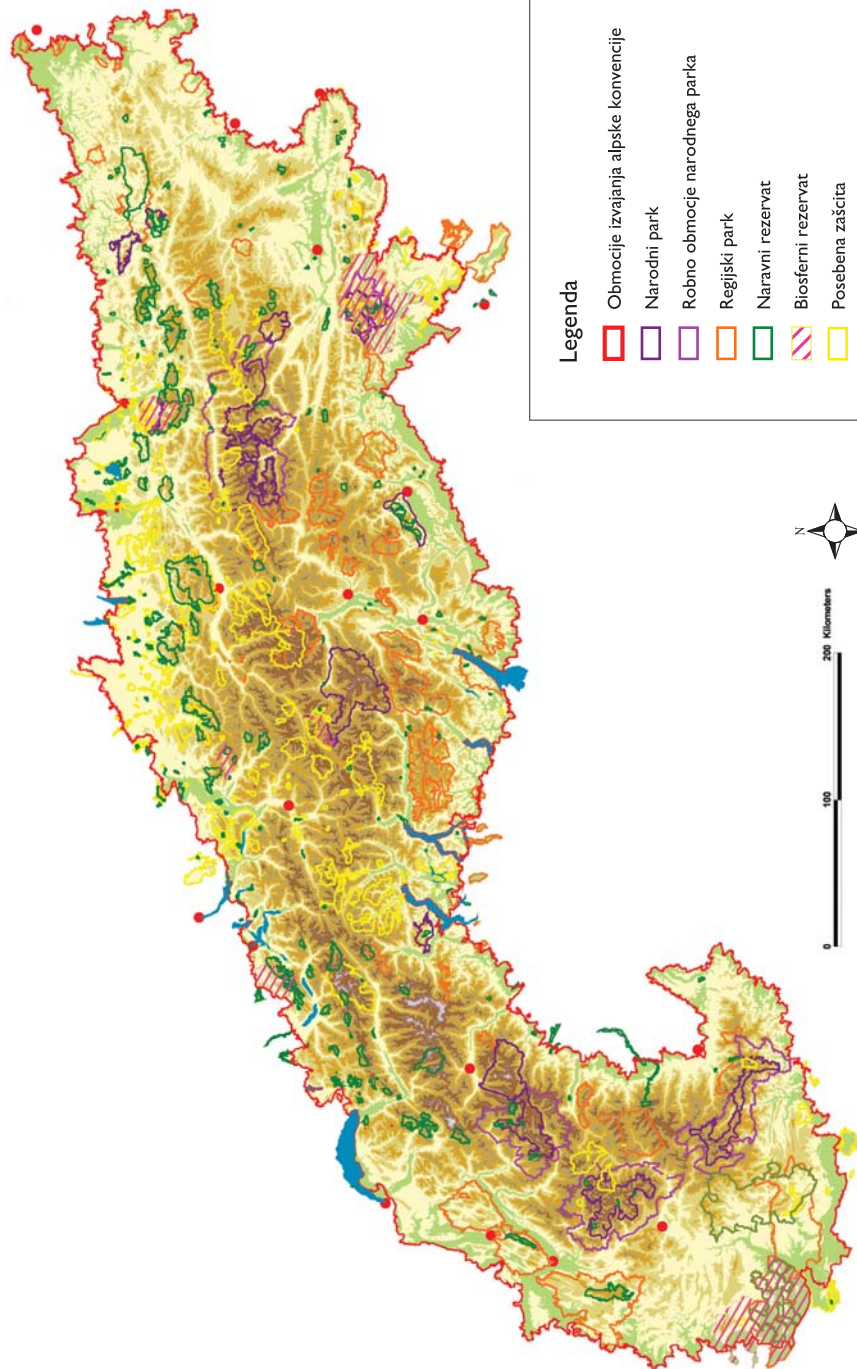 Legenda
Obmocije izvajanja alpske konvencije
Narodni park
Robno obmocje narodnega parka
Regijski park
Naravni rezervat
Biosferni rezervat
Posebena zašcita
N
0 100 200 Kilometers